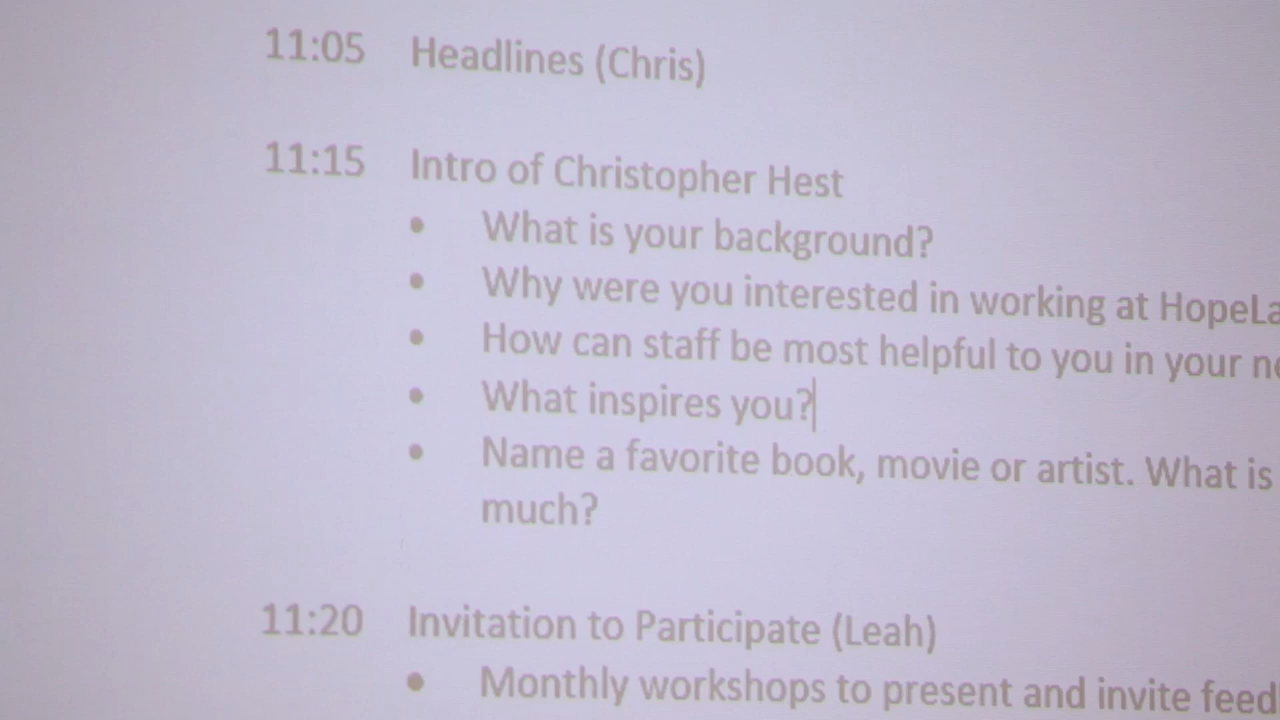 11:05 Headlines (Chris)
11:15 Intro of Christopher Hest
• What is your background?
• Why were you interested in working at
• How can staff be most helpful to you in your
• What inspires you?
• Name a favorite book, movie or artist. What is
much?
11:20 Invitation to Participate (Leah)
• Monthly workshops to present and invite